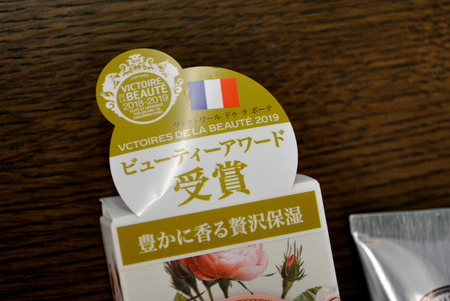 VICTOIRES
DE LA
BEAUTÉ
2018-2019
ヴィクトワール ドゥ ラ ボーテ
VCTOIRES DE LA BEAUTÉ 2019
ビューティーアワード
受賞
豊かに香る贅沢保湿